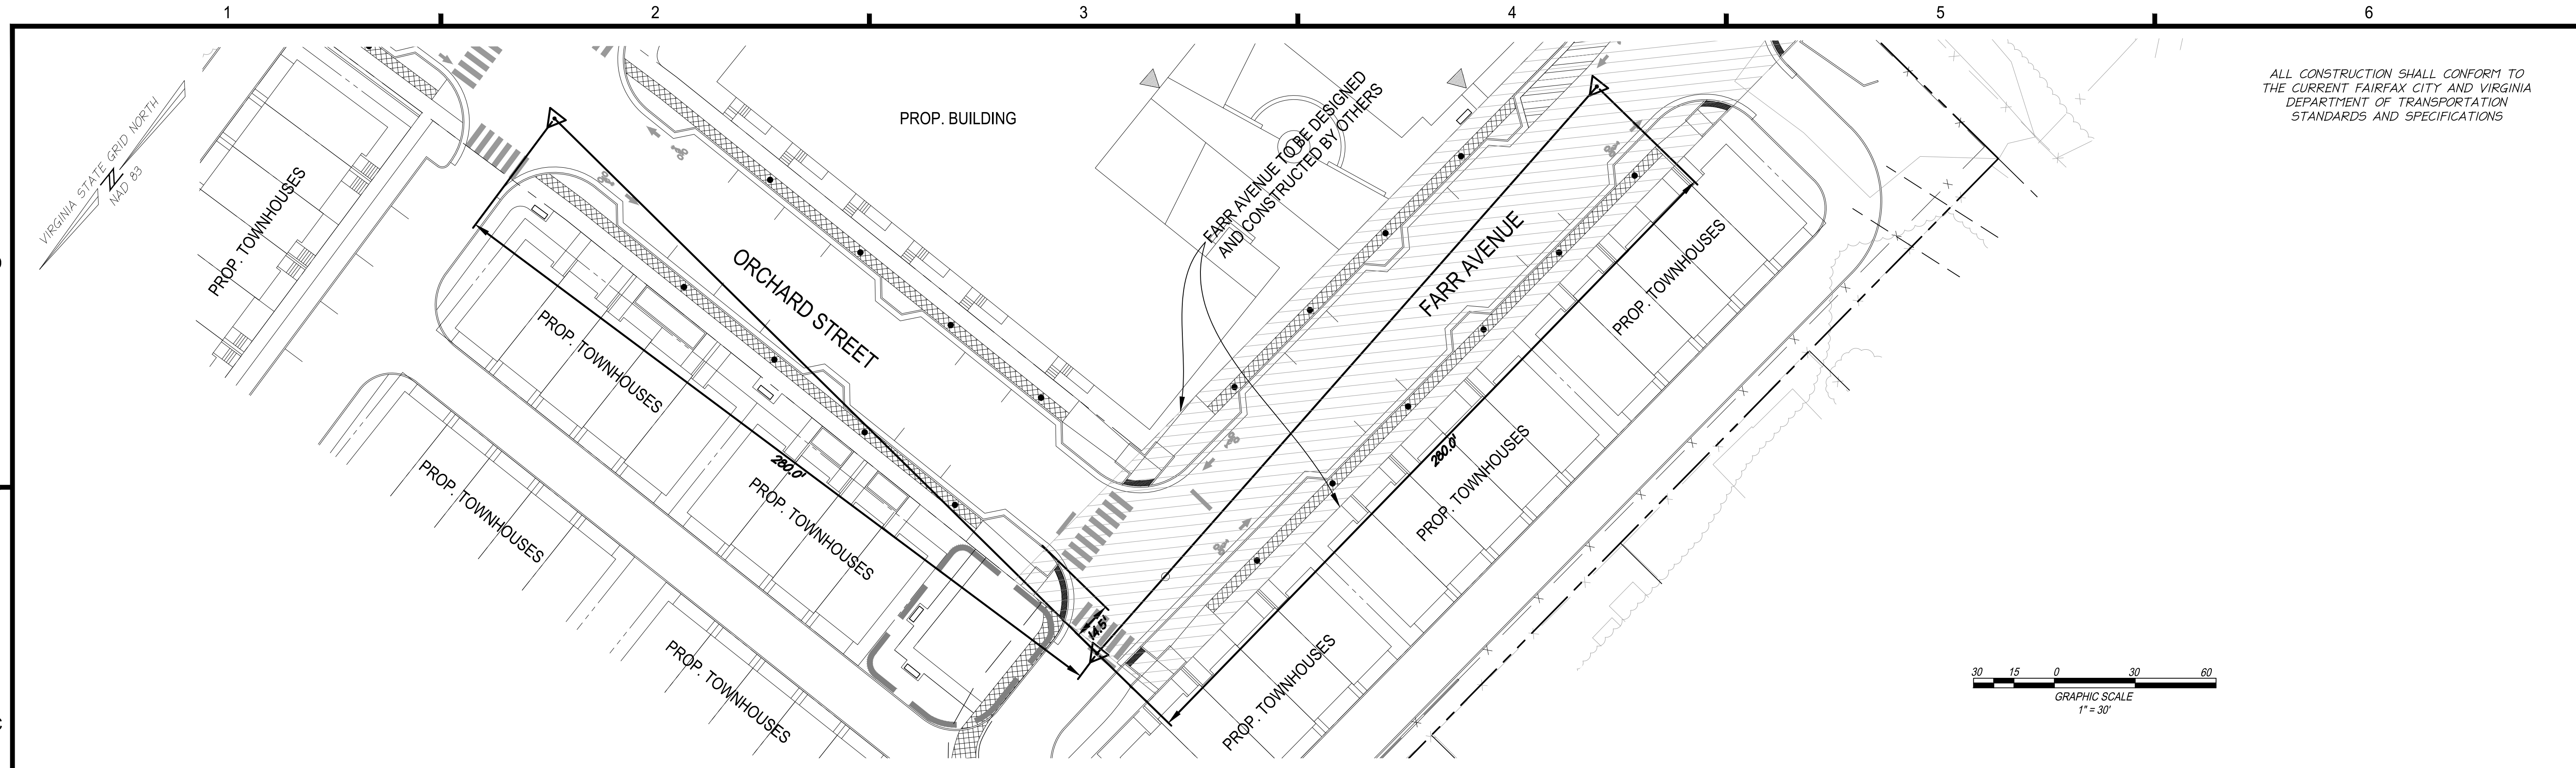 1
2
3
4
5
6
VIRGINIA STATE GRID NORTH
NAD 83
PROP. BUILDING
FARR AVENUE TO BE DESIGNED
AND CONSTRUCTED BY OTHERS
ALL CONSTRUCTION SHALL CONFORM TO
THE CURRENT FAIRFAX CITY AND VIRGINIA
DEPARTMENT OF TRANSPORTATION
STANDARDS AND SPECIFICATIONS
PROP. TOWNHOUSES
ORCHARD STREET
FARR AVENUE
PROP. TOWNHOUSES
PROP. TOWNHOUSES
280.0'
280.0'
PROP. TOWNHOUSES
PROP. TOWNHOUSES
PROP. TOWNHOUSES
14.5'
PROP. TOWNHOUSES
PROP. TOWNHOUSES
30 15 0 30 60
GRAPHIC SCALE
1" = 30'